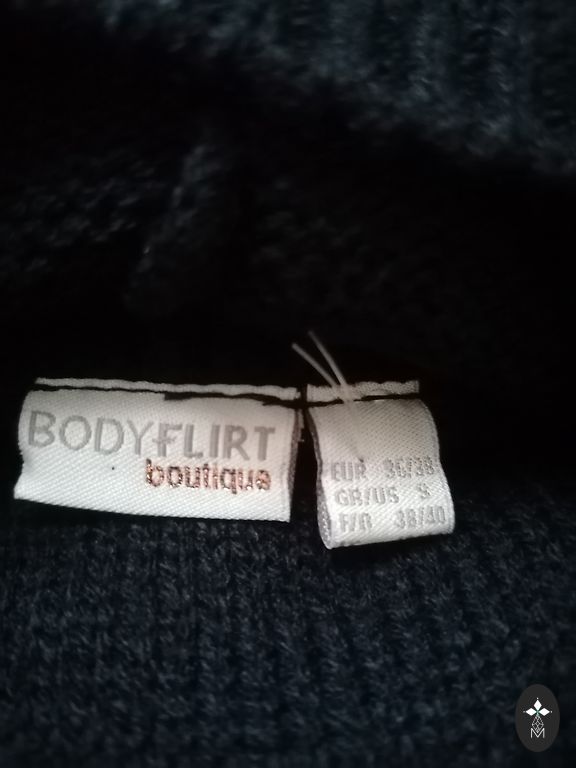 BODYFLIRT
boutique
EUR 36/38
GR/US S
F/B 38/40
M